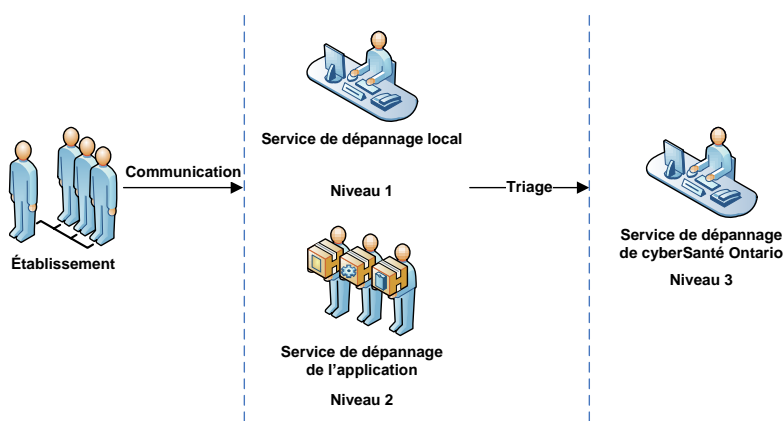 Établissement
Communication
Service de dépannage local
Niveau 1
Service de dépannage
de l'application
Niveau 2
Triage
Service de dépannage
de cyberSanté Ontario
Niveau 3